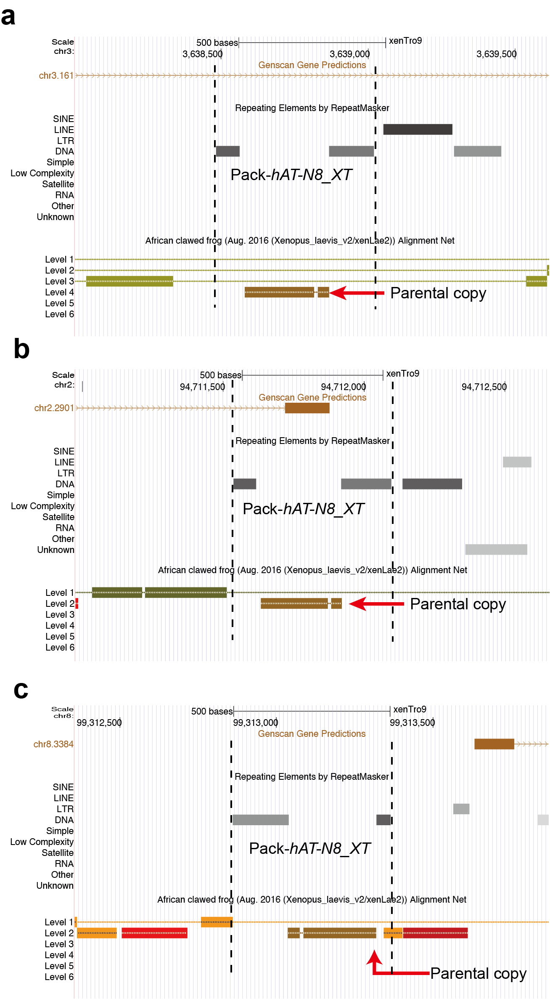 a
Scale 500 bases xenTro9
chr3: 3,638,500 3,639,000 3,639,500
Genscan Gene Predictions
chr3.161
Repeating Elements by RepeatMasker
SINE
LINE
LTR
DNA
Simple
Pack-hAT-N8_XT
Low Complexity
Satellite
RNA
Other
Unknown
African clawed frog (Aug. 2016 (Xenopus_laevis_v2/xenLae2)) Alignment Net
Level 1
Level 2
Level 3
Level 4 Parental copy
Level 5
Level 6
b
Scale 500 bases xenTro9
chr2: 94,711,500 94,712,000 94,712,500
Genscan Gene Predictions
chr2.2901
Repeating Elements by RepeatMasker
SINE
LINE
LTR
DNA
Simple
Low Complexity Pack-hAT-N8_XT
Satellite
RNA
Other
Unknown
African clawed frog (Aug. 2016 (Xenopus_laevis_v2/xenLae2)) Alignment Net
Level 1
Level 2 Parental copy
Level 3
Level 4
Level 5
Level 6
c
Scale 500 bases xenTro9
chr8: 99,312,500 99,313,000 99,313,500
Genscan Gene Predictions
chr8.3384
Repeating Elements by RepeatMasker
SINE
LINE
LTR
DNA
Simple
Low Complexity Pack-hAT-N8_XT
Satellite
RNA
Other
Unknown
African clawed frog (Aug. 2016 (Xenopus_laevis_v2/xenLae2)) Alignment Net
Level 1
Level 2
Level 3
Level 4
Level 5
Level 6 Parental copy